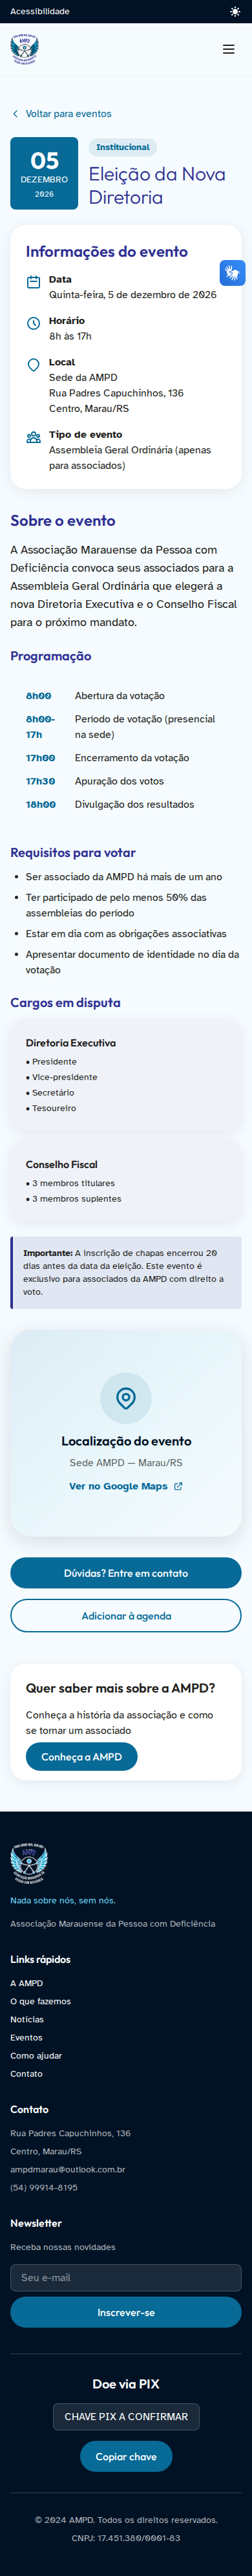 Acessibilidade
AMPD
Voltar para eventos
05
DEZEMBRO
2026
Institucional
Eleição da Nova
Diretoria
Informações do evento
Data
Quinta-feira, 5 de dezembro de 2026
Horário
8h às 17h
Local
Sede da AMPD
Rua Padres Capuchinhos, 136
Centro, Marau/RS
Tipo de evento
Assembleia Geral Ordinária (apenas
para associados)
Sobre o evento
A Associação Marauense da Pessoa com
Deficiência convoca seus associados para a
Assembleia Geral Ordinária que elegerá a
nova Diretoria Executiva e o Conselho Fiscal
para o próximo mandato.
Programação
8h00 Abertura da votação
8h00- Período de votação (presencial
17h na sede)
17h00 Encerramento da votação
17h30 Apuração dos votos
18h00 Divulgação dos resultados
Requisitos para votar
• Ser associado da AMPD há mais de um ano
• Ter participado de pelo menos 50% das
assembleias do período
• Estar em dia com as obrigações associativas
• Apresentar documento de identidade no dia da
votação
Cargos em disputa
Diretoria Executiva
• Presidente
• Vice-presidente
• Secretário
• Tesoureiro
Conselho Fiscal
• 3 membros titulares
• 3 membros suplentes
Importante: A inscrição de chapas encerrou 20
dias antes da data da eleição. Este evento é
exclusivo para associados da AMPD com direito a
voto.
Localização do evento
Sede AMPD — Marau/RS
Ver no Google Maps
Dúvidas? Entre em contato
Adicionar à agenda
Quer saber mais sobre a AMPD?
Conheça a história da associação e como
se tornar um associado
Conheça a AMPD
AMPD
Nada sobre nós, sem nós.
Associação Marauense da Pessoa com Deficiência
Links rápidos
A AMPD
O que fazemos
Notícias
Eventos
Como ajudar
Contato
Contato
Rua Padres Capuchinhos, 136
Centro, Marau/RS
ampdmarau@outlook.com.br
(54) 99914-8195
Newsletter
Receba nossas novidades
Seu e-mail
Inscrever-se
Doe via PIX
CHAVE PIX A CONFIRMAR
Copiar chave
© 2024 AMPD. Todos os direitos reservados.
CNPJ: 17.451.380/0001-83